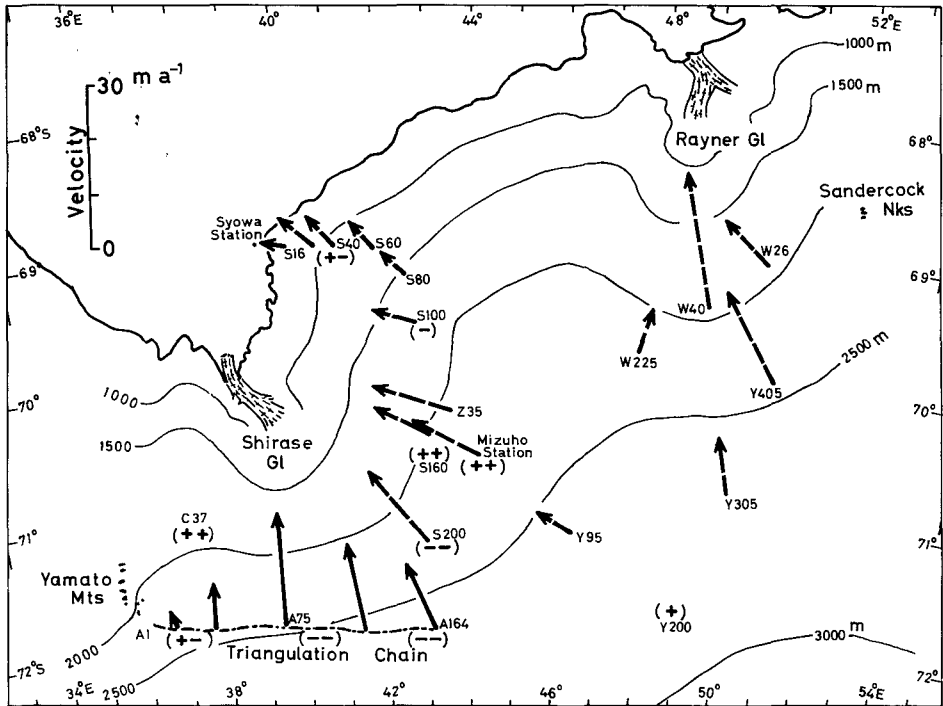 36°E
40°
44°
48°
52°E
30 m a⁻¹
Velocity
0
1000 m
1500 m
68°S
68°
Rayner Gl
Sandercock
Nks
Syowa
Station
S16
S40
(+-)
S60
S80
W26
69°
69°
S100
(-)
W40
W225
2500 m
Y405
70°
70°
1000
1500
Shirase
Gl
Z35
Mizuho
Station
(++)
S160
(++)
Y305
C37
(++)
S200
(--)
Y95
71°
71°
Yamato
Mts
A1
(+-)
A75
(--)
A164
(--)
Triangulation Chain
(+)
Y200
3000 m
2000
2500
72°S
72°
34°E
38°
42°
46°
50°
54°E